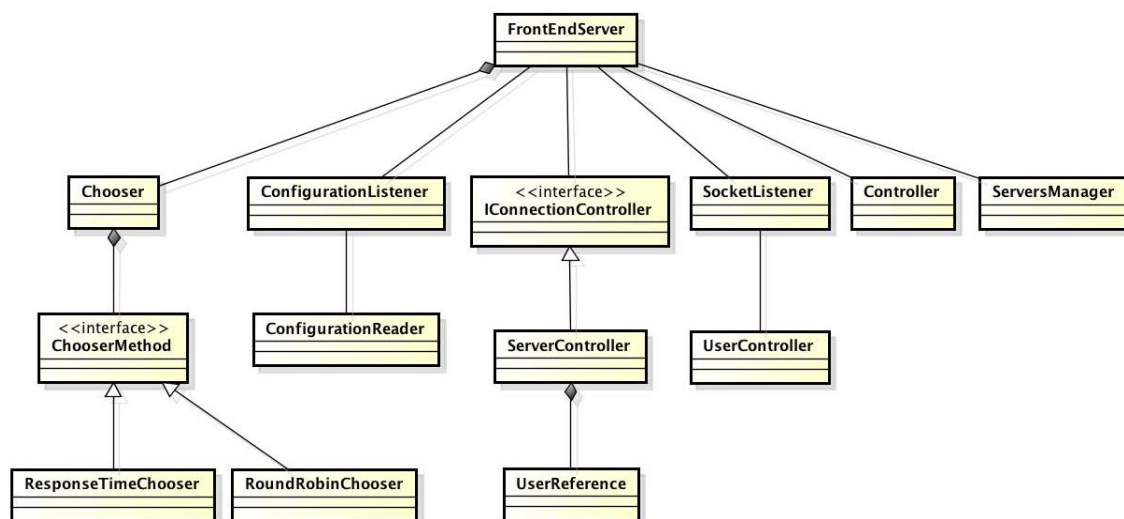 FrontEndServer
Chooser
ConfigurationListener
<<interface>>
IConnectionController
SocketListener
Controller
ServersManager
<<interface>>
ChooserMethod
ConfigurationReader
ServerController
UserController
ResponseTimeChooser
RoundRobinChooser
UserReference